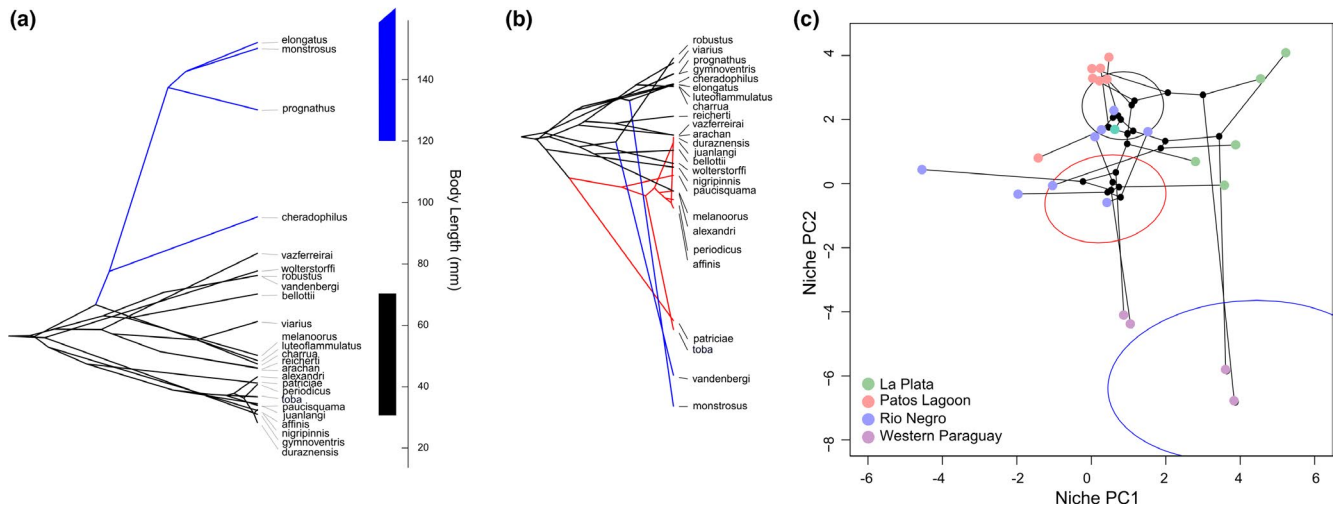 (a)
elongatus
monstrosus
prognathus
cheradophilus
vazferreirai
wolterstorffi
robustus
vandenbergi
bellottii
viarius
melanoorus
luteoflammulatus
charrua
reicherti
arachan
alexandri
patriciae
periodicus
toba
paucisquama
juanlangi
affinis
nigripinnis
gymnoventris
duraznensis
140
120
100
80
60
40
20
Body Length (mm)
(b)
robustus
viarius
prognathus
gymnoventris
cheradophilus
elongatus
luteoflammulatus
charrua
reicherti
vazferreirai
arachan
duraznensis
juanlangi
bellottii
wolterstorffi
nigripinnis
paucisquama
melanoorus
alexandri
periodicus
affinis
patriciae
toba
vandenbergi
monstrosus
(c)
Niche PC2
4
2
0
-2
-4
-6
-8
La Plata
Patos Lagoon
Rio Negro
Western Paraguay
-6 -4 -2 0 2 4 6
Niche PC1